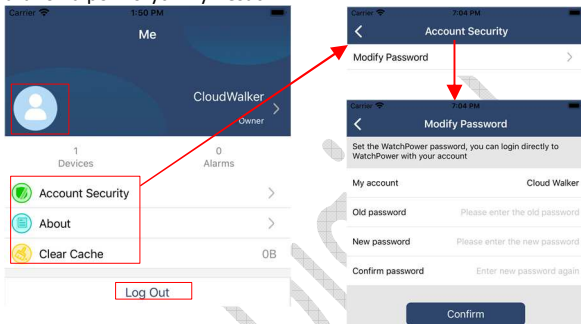 Carrier 1:50 PM
Me
CloudWalker
Owner
1
Devices
0
Alarms
Account Security
About
Clear Cache
0B
Log Out
Carrier 7:04 PM
Account Security
Modify Password
Carrier 7:04 PM
Modify Password
Set the WatchPower password, you can login directly to
WatchPower with your account
My account Cloud Walker
Old password Please enter the old password
New password Please enter the new password
Confirm password Enter new password again
Confirm